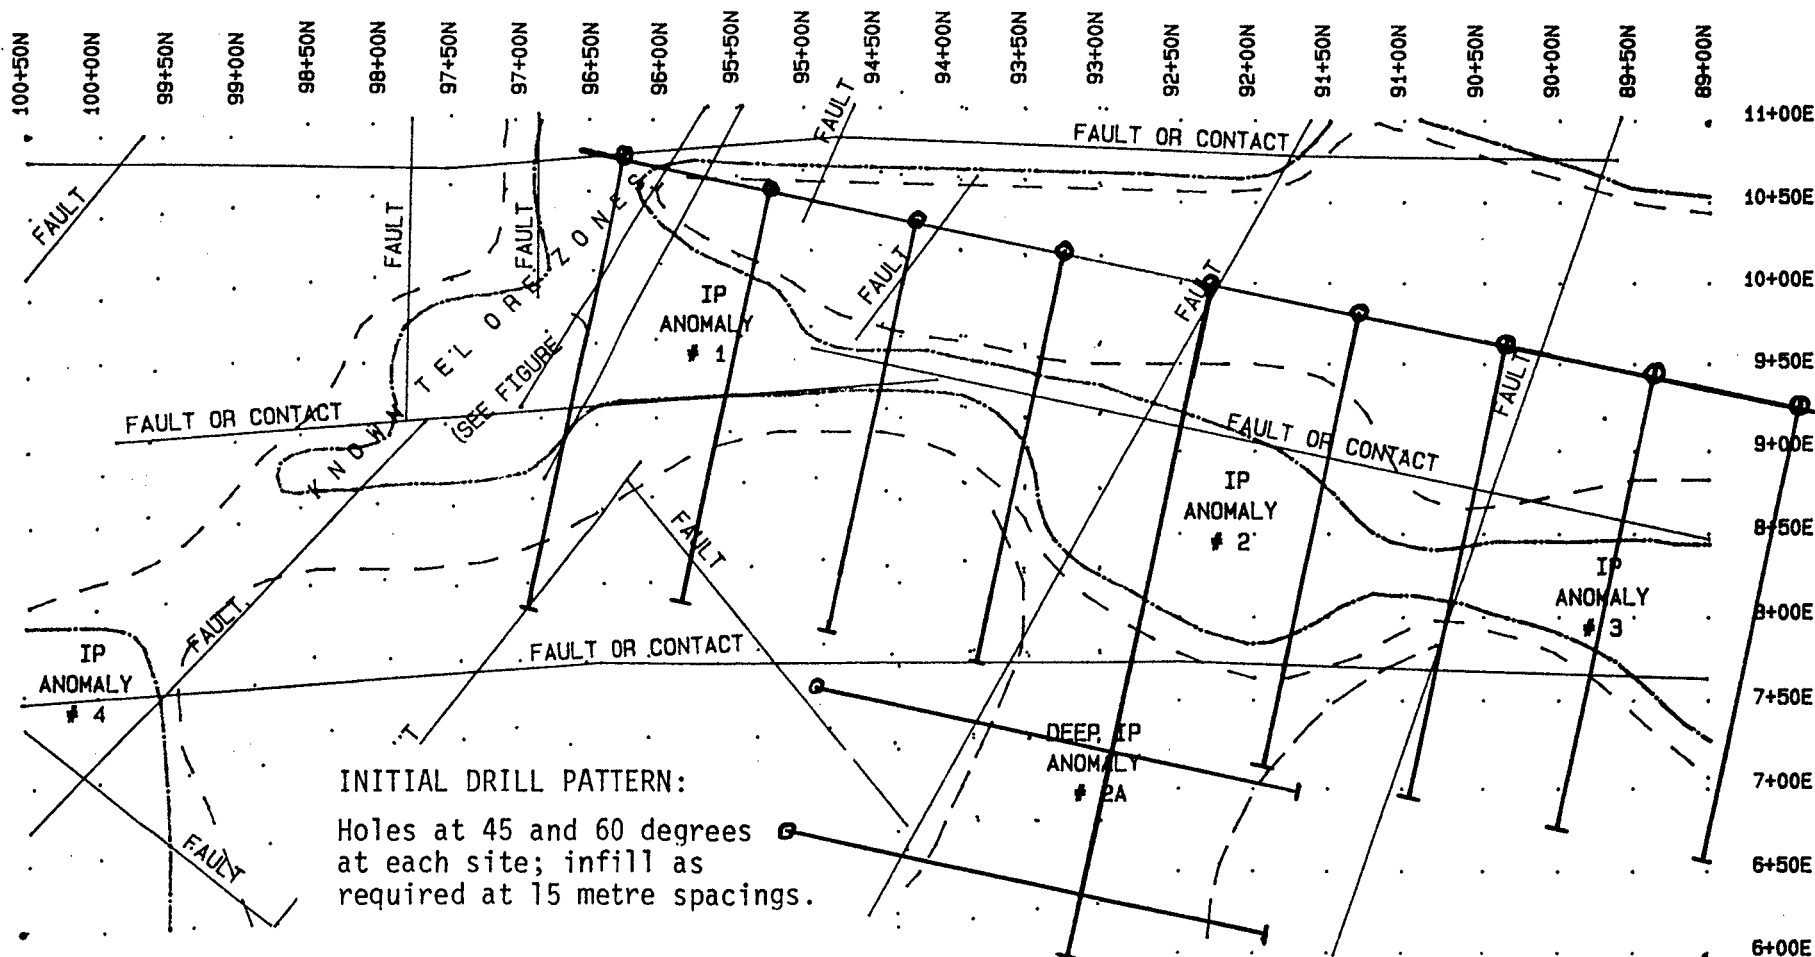 100+50N
100+00N
99+50N
99+00N
98+50N
98+00N
97+50N
97+00N
96+50N
96+00N
95+50N
95+00N
94+50N
94+00N
93+50N
93+00N
92+50N
92+00N
91+50N
91+00N
90+50N
90+00N
89+50N
89+00N
11+00E
10+50E
10+00E
9+50E
9+00E
8+50E
8+00E
7+50E
7+00E
6+50E
6+00E
FAULT
FAULT OR CONTACT
FAULT
FAULT
FAULT
FAULT
FAULT
FAULT
KNOWN TEL ORE ZONES
(SEE FIGURE
IP
ANOMALY
# 1
FAULT OR CONTACT
FAULT OR CONTACT
IP
ANOMALY
# 2
FAULT
IP
ANOMALY
# 3
FAULT
FAULT OR CONTACT
IP
ANOMALY
# 4
DEEP IP
ANOMALY
# 2A
FAULT
INITIAL DRILL PATTERN:
Holes at 45 and 60 degrees
at each site; infill as
required at 15 metre spacings.